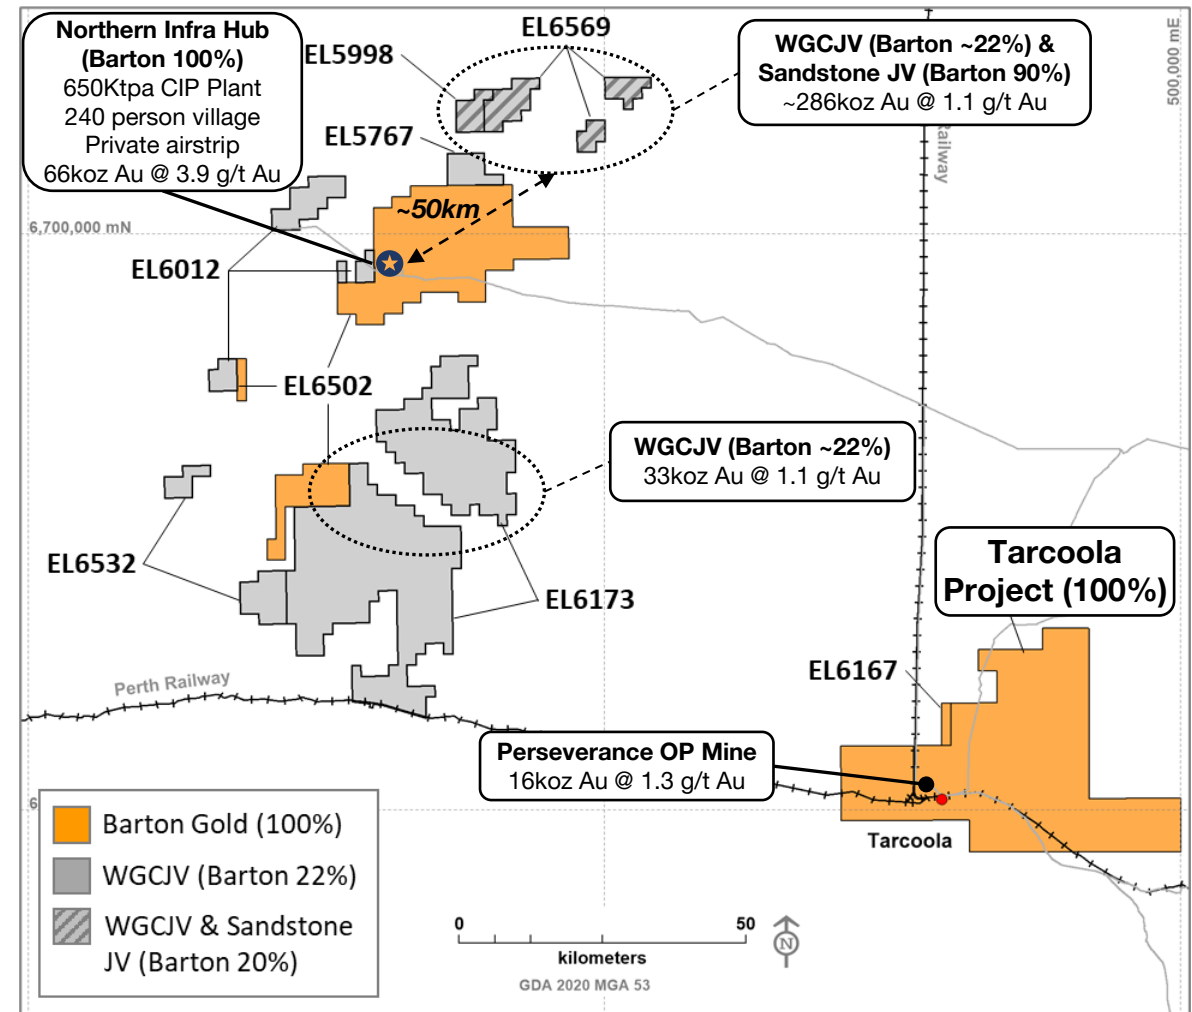 Northern Infra Hub
(Barton 100%)
650Ktpa CIP Plant
240 person village
Private airstrip
66koz Au @ 3.9 g/t Au
EL6569
EL5998
WGCJV (Barton ~22%) &
Sandstone JV (Barton 90%)
~286koz Au @ 1.1 g/t Au
500,000 mE
Railway
EL5767
~50km
6,700,000 mN
EL6012
EL6502
WGCJV (Barton ~22%)
33koz Au @ 1.1 g/t Au
EL6532
EL6173
Tarcoola
Project (100%)
EL6167
Perth Railway
Perseverance OP Mine
16koz Au @ 1.3 g/t Au
Tarcoola
6
Barton Gold (100%)
WGCJV (Barton 22%)
WGCJV & Sandstone
JV (Barton 20%)
0 50
kilometers
GDA 2020 MGA 53
N